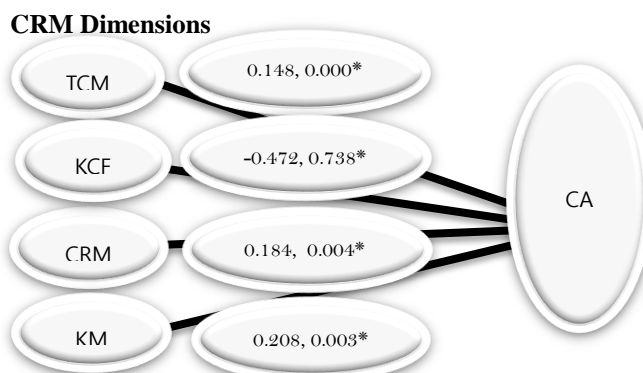 CRM Dimensions
TCM
0.148, 0.000*
KCF
-0.472, 0.738*
CA
CRM
0.184, 0.004*
KM
0.208, 0.003*